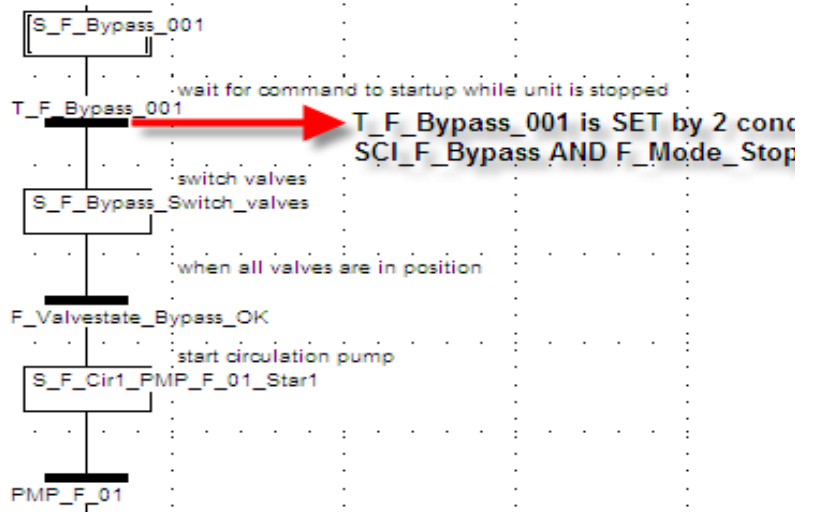 S_F_Bypass_001
wait for command to startup while unit is stopped
T_F_Bypass_001
T_F_Bypass_001 is SET by 2 cond
SCI_F_Bypass AND F_Mode_Stop
switch valves
S_F_Bypass_Switch_valves
when all valves are in position
F_Valvestate_Bypass_OK
start circulation pump
S_F_Cir1_PMP_F_01_Star1
PMP_F_01